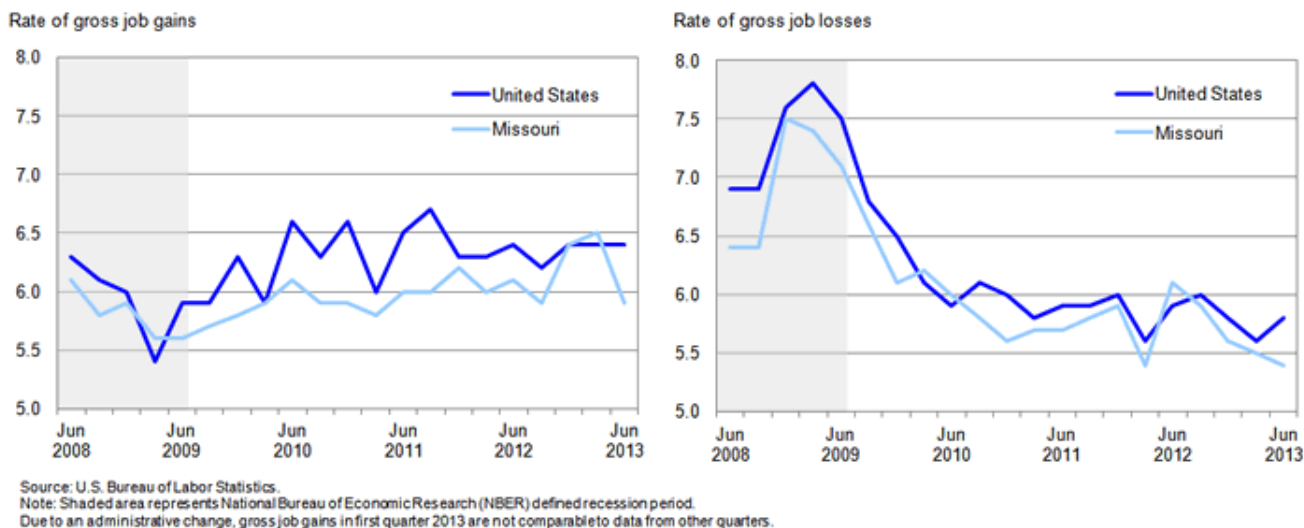 Rate of gross job gains
8.0
7.5
7.0
6.5
6.0
5.5
5.0
United States
Missouri
Jun 2008
Jun 2009
Jun 2010
Jun 2011
Jun 2012
Jun 2013
Rate of gross job losses
8.0
7.5
7.0
6.5
6.0
5.5
5.0
United States
Missouri
Jun 2008
Jun 2009
Jun 2010
Jun 2011
Jun 2012
Jun 2013
Source: U.S. Bureau of Labor Statistics.
Note: Shaded area represents National Bureau of Economic Research (NBER) defined recession period.
Due to an administrative change, gross job gains in first quarter 2013 are not comparable to data from other quarters.